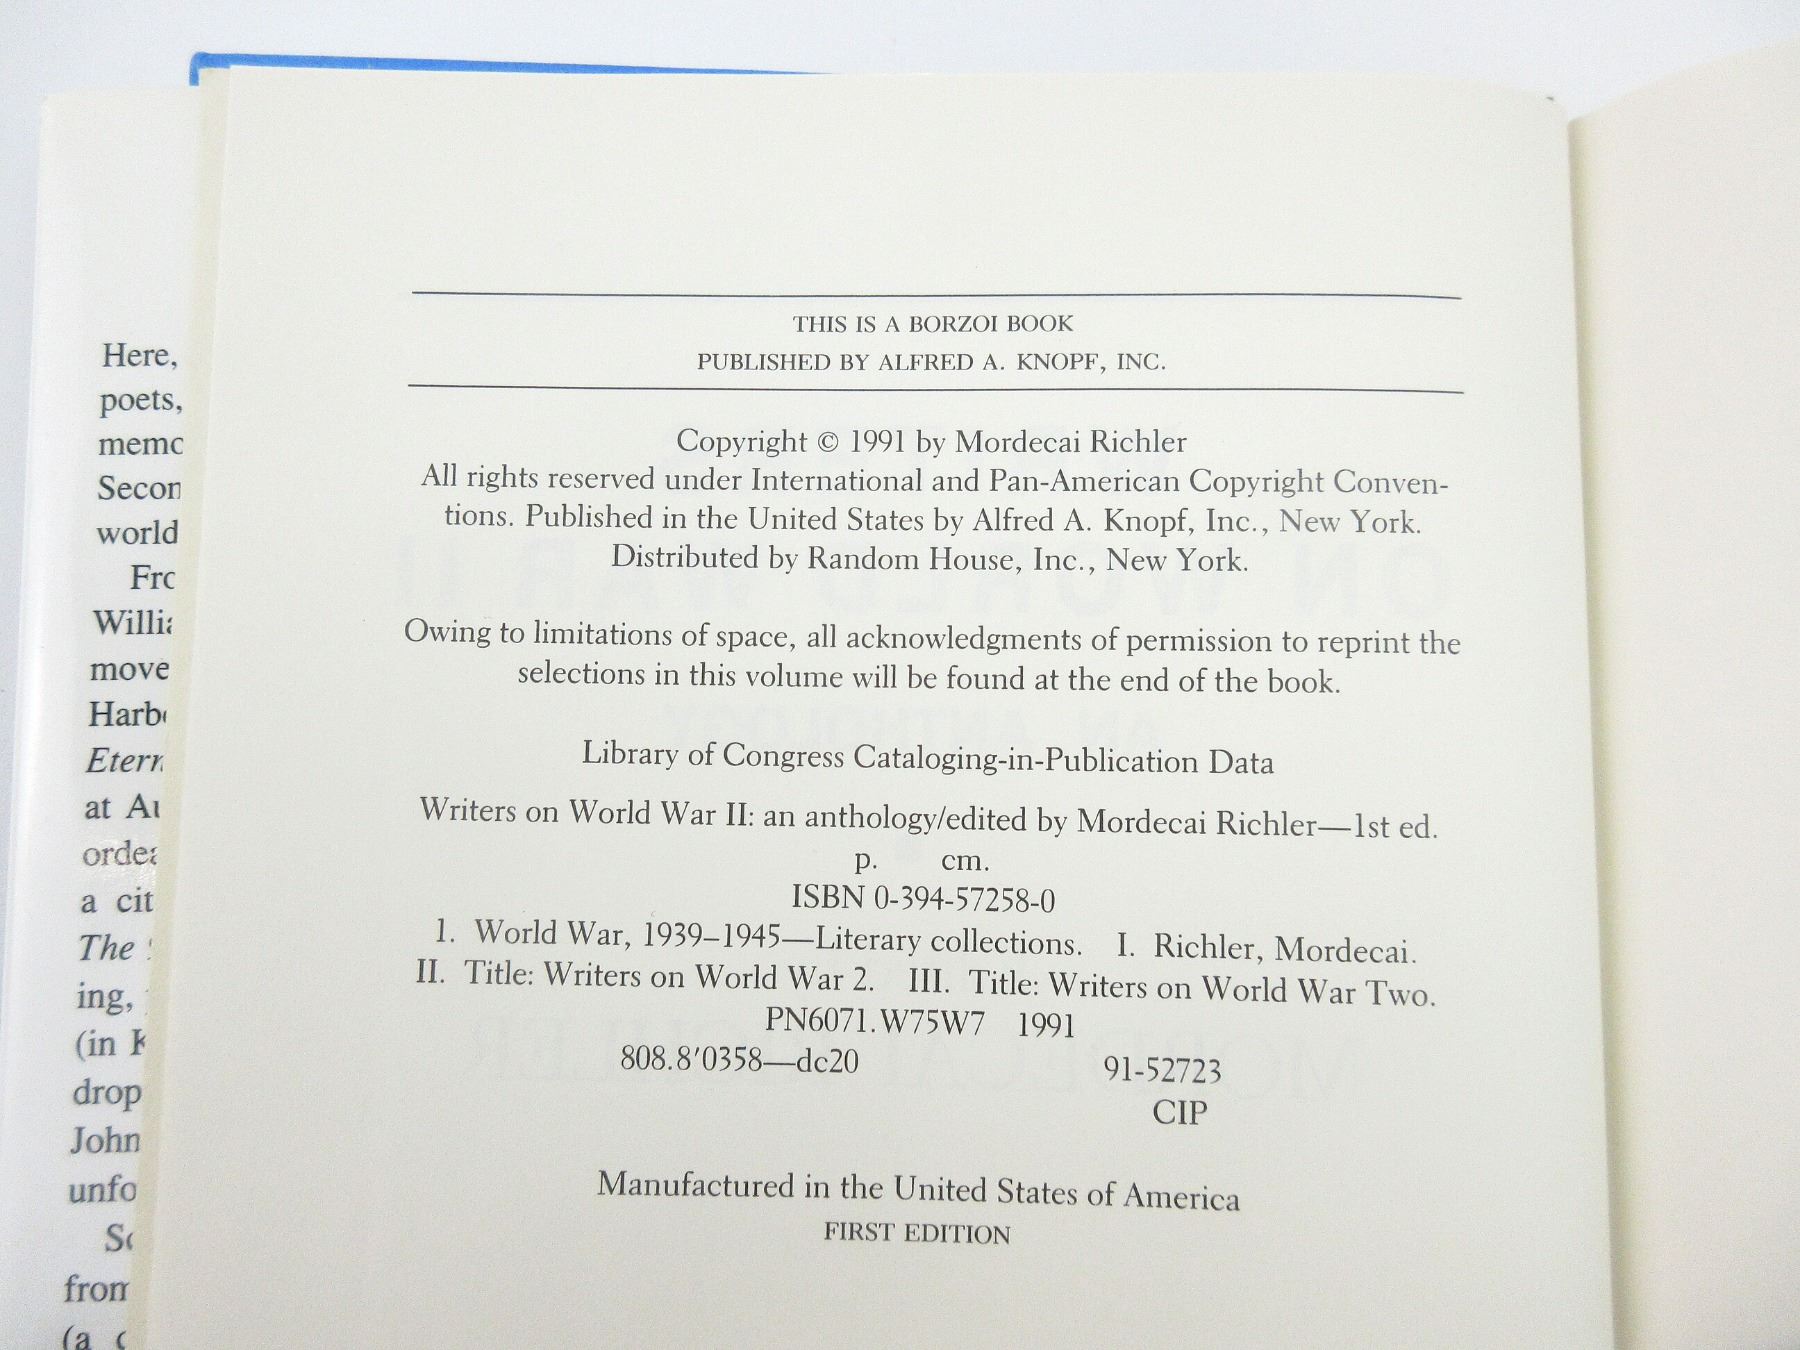 THIS IS A BORZOI BOOK
PUBLISHED BY ALFRED A. KNOPF, INC.
Copyright © 1991 by Mordecai Richler
All rights reserved under International and Pan-American Copyright Conven-
tions. Published in the United States by Alfred A. Knopf, Inc., New York.
Distributed by Random House, Inc., New York.
Owing to limitations of space, all acknowledgments of permission to reprint the
selections in this volume will be found at the end of the book.
Library of Congress Cataloging-in-Publication Data
Writers on World War II: an anthology/edited by Mordecai Richler—1st ed.
p. cm.
ISBN 0-394-57258-0
1. World War, 1939–1945—Literary collections. I. Richler, Mordecai.
II. Title: Writers on World War 2. III. Title: Writers on World War Two.
PN6071.W75W7 1991
808.8'0358—dc20 91-52723
CIP
Manufactured in the United States of America
FIRST EDITION
Here,
poets,
world
move
at
a cit
The
ing,
(in
drop
John
(a